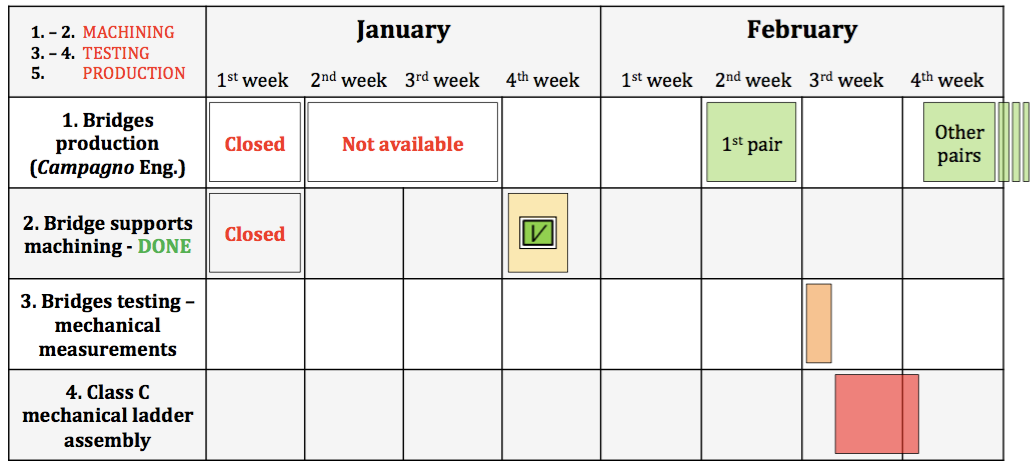 1. – 2. MACHINING
3. – 4. TESTING
5. PRODUCTION
January
February
1st week 2nd week 3rd week 4th week 1st week 2nd week 3rd week 4th week
1. Bridges
production
(Campagno Eng.)
Closed
Not available
1st pair
Other
pairs
2. Bridge supports
machining - DONE
Closed
V
3. Bridges testing –
mechanical
measurements
4. Class C
mechanical ladder
assembly